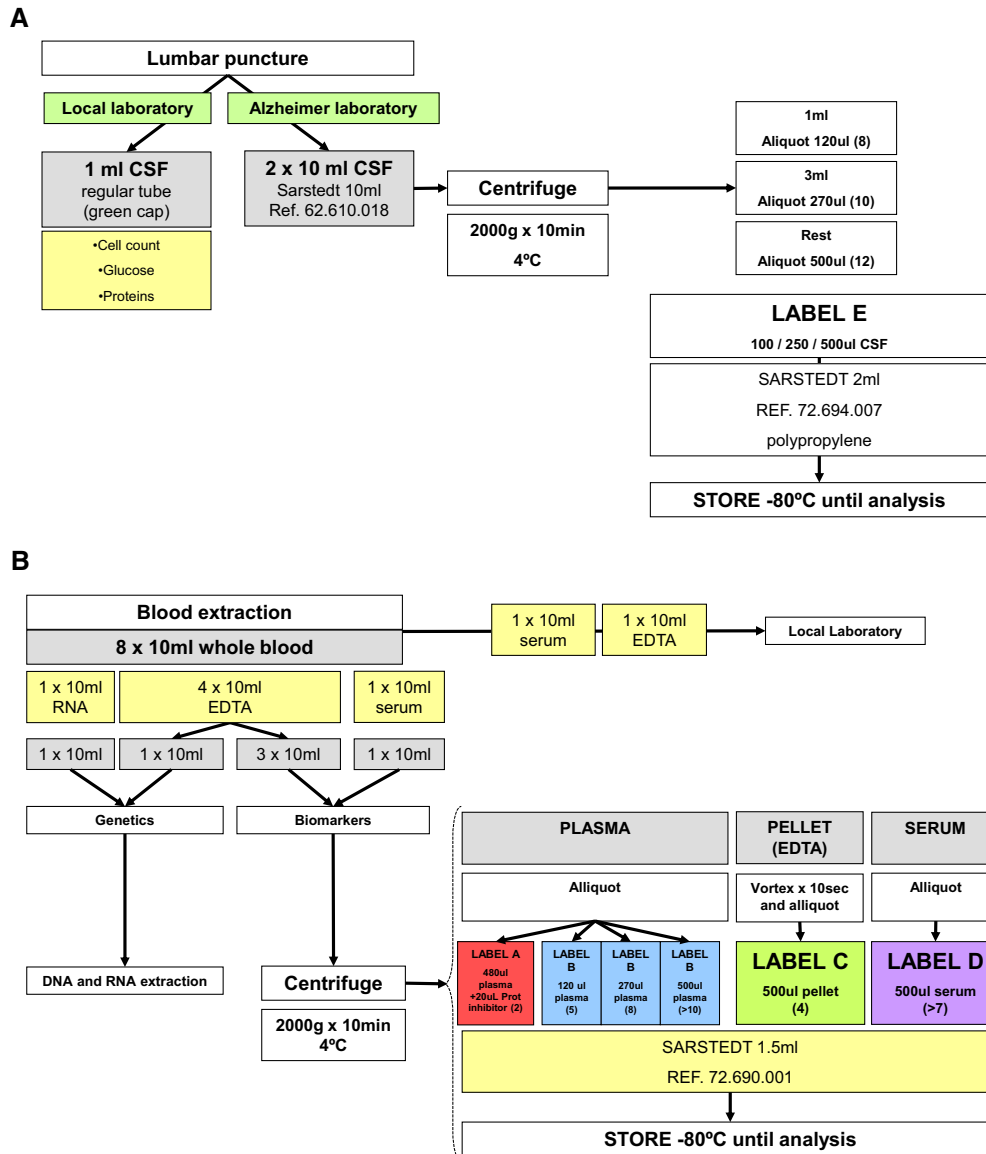 A
Lumbar puncture
Local laboratory
Alzheimer laboratory
1 ml CSF
regular tube
(green cap)
•Cell count
•Glucose
•Proteins
2 x 10 ml CSF
Sarstedt 10ml
Ref. 62.610.018
Centrifuge
2000g x 10min
4ºC
1ml
Aliquot 120ul (8)
3ml
Aliquot 270ul (10)
Rest
Aliquot 500ul (12)
LABEL E
100 / 250 / 500ul CSF
SARSTEDT 2ml
REF. 72.694.007
polypropylene
STORE -80ºC until analysis
B
Blood extraction
8 x 10ml whole blood
1 x 10ml
serum
1 x 10ml
EDTA
Local Laboratory
1 x 10ml
RNA
4 x 10ml
EDTA
1 x 10ml
serum
1 x 10ml
1 x 10ml
3 x 10ml
1 x 10ml
Genetics
Biomarkers
DNA and RNA extraction
Centrifuge
2000g x 10min
4ºC
PLASMA
PELLET
(EDTA)
SERUM
Alliquot
Vortex x 10sec
and alliquot
Alliquot
LABEL A
480ul
plasma
+20uL Prot
inhibitor (2)
LABEL
B
120 ul
plasma
(5)
LABEL
B
270ul
plasma
(8)
LABEL
B
500ul
plasma
(>10)
LABEL C
500ul pellet
(4)
LABEL D
500ul serum
(>7)
SARSTEDT 1.5ml
REF. 72.690.001
STORE -80ºC until analysis